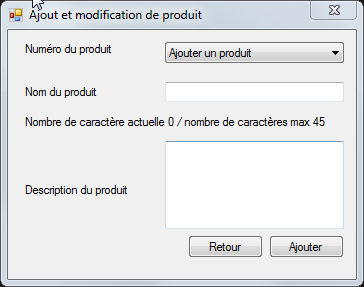 Ajout et modification de produit
Numéro du produit
Ajouter un produit
Nom du produit
Nombre de caractère actuelle 0 / nombre de caractères max 45
Description du produit
Retour
Ajouter